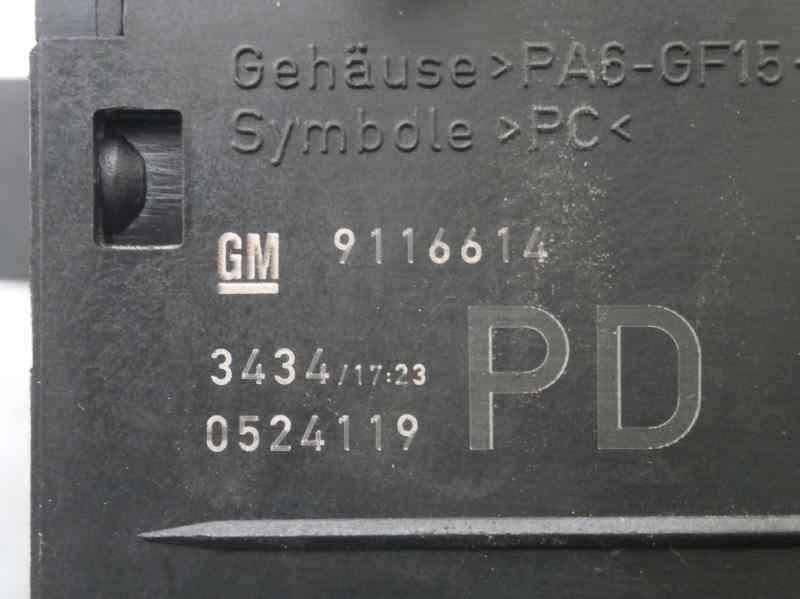 Gehäuse >PA6-GF15<
Symbole >PC<
GM 9116614
3434/17:23
PD
0524119